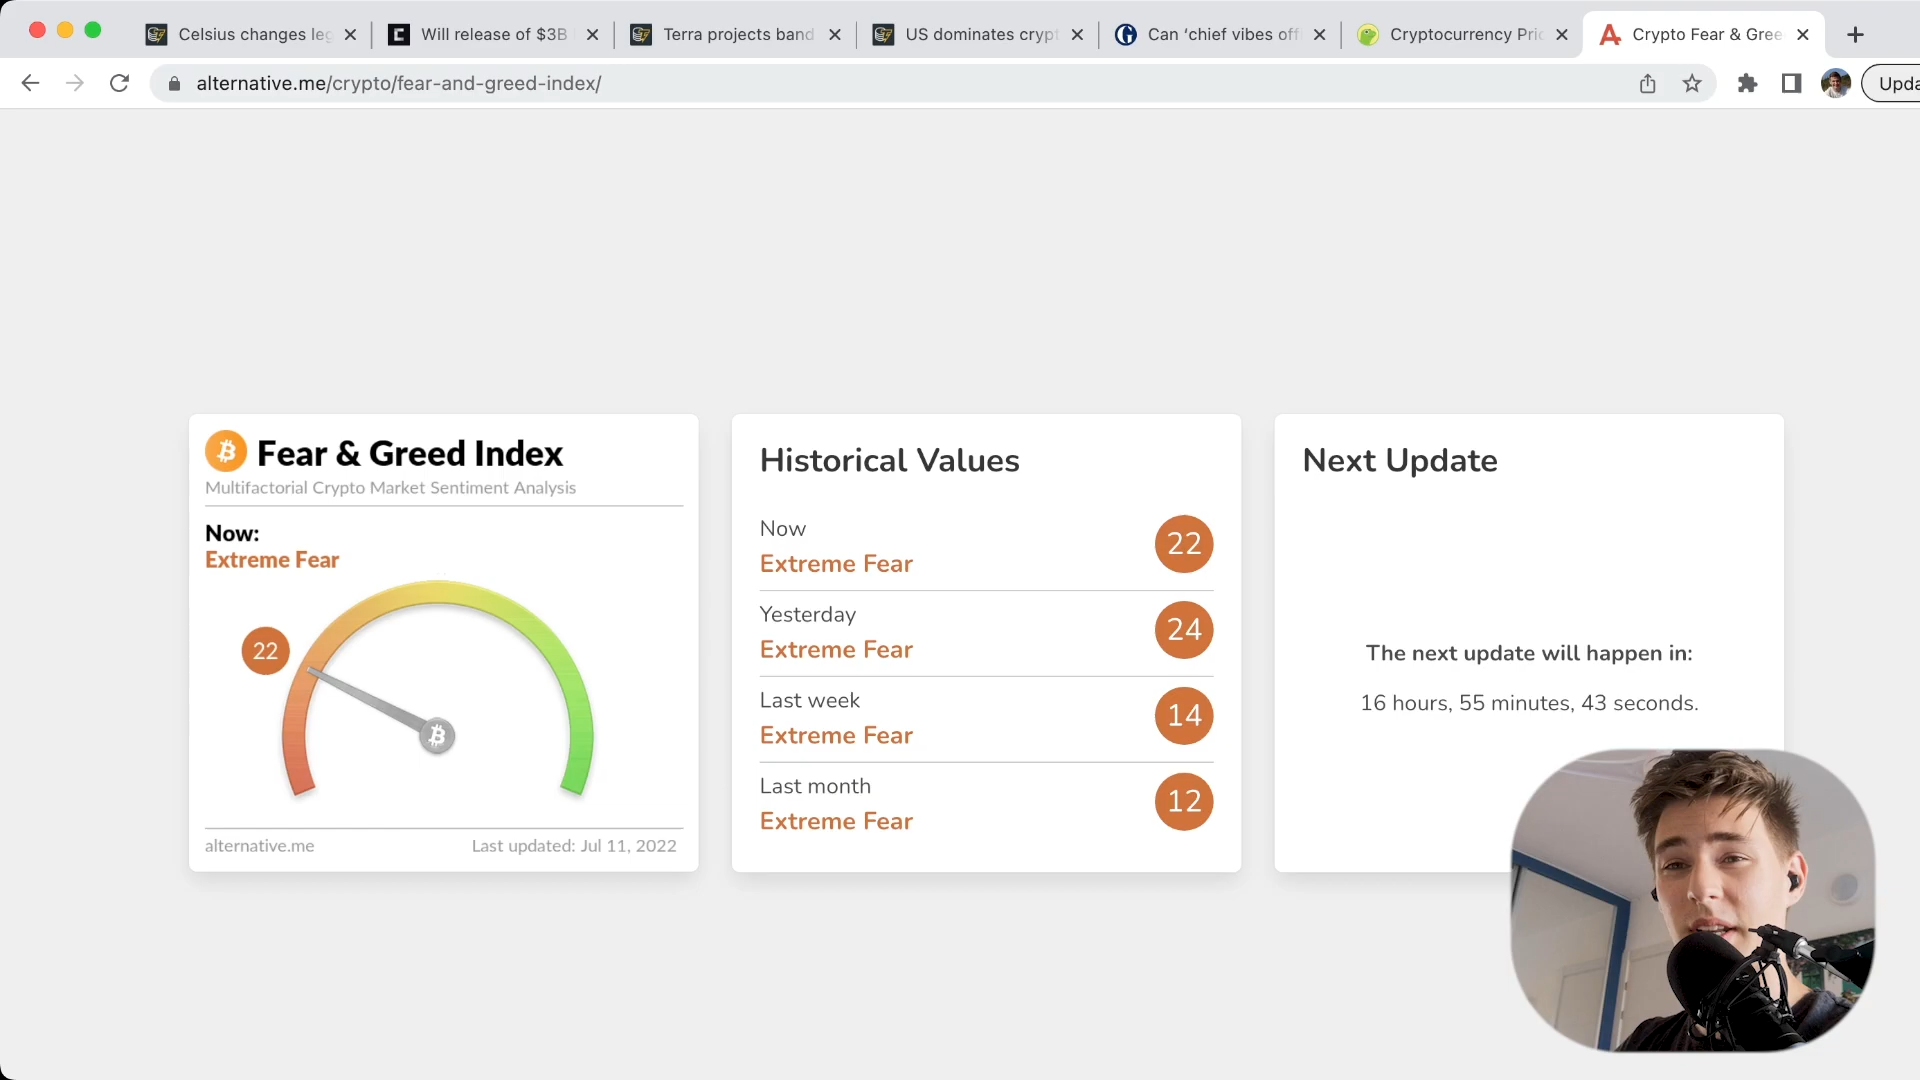 Celsius changes leg
Will release of $3B
Terra projects band
US dominates crypt
Can ‘chief vibes off
Cryptocurrency Pric
Crypto Fear & Gree
alternative.me/crypto/fear-and-greed-index/
Upda
Fear & Greed Index
Multifactorial Crypto Market Sentiment Analysis
Now:
Extreme Fear
22
alternative.me
Last updated: Jul 11, 2022
Historical Values
Now
Extreme Fear
22
Yesterday
Extreme Fear
24
Last week
Extreme Fear
14
Last month
Extreme Fear
12
Next Update
The next update will happen in:
16 hours, 55 minutes, 43 seconds.